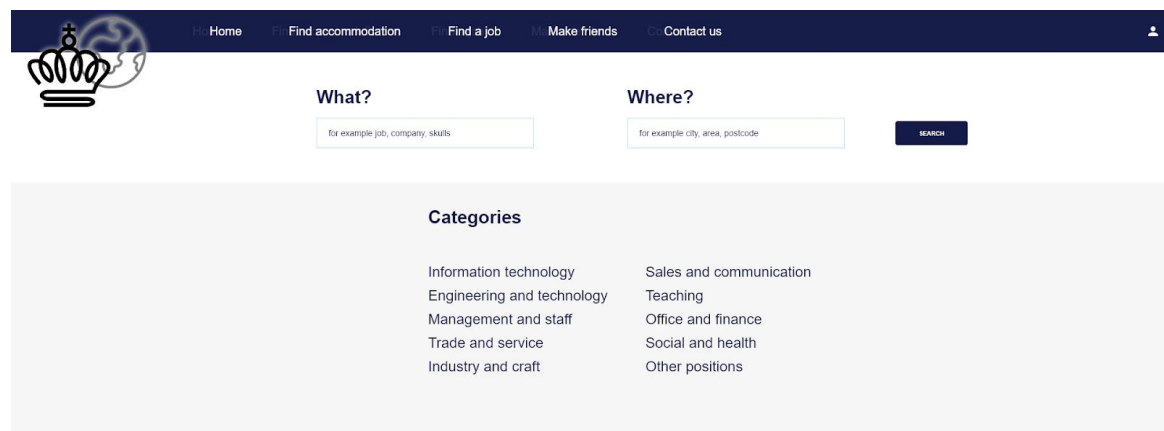 Home Find accommodation Find a job Make friends Contact us
What? Where?
for example job, company, skulls for example city, area, postcode SEARCH
Categories
Information technology Sales and communication
Engineering and technology Teaching
Management and staff Office and finance
Trade and service Social and health
Industry and craft Other positions